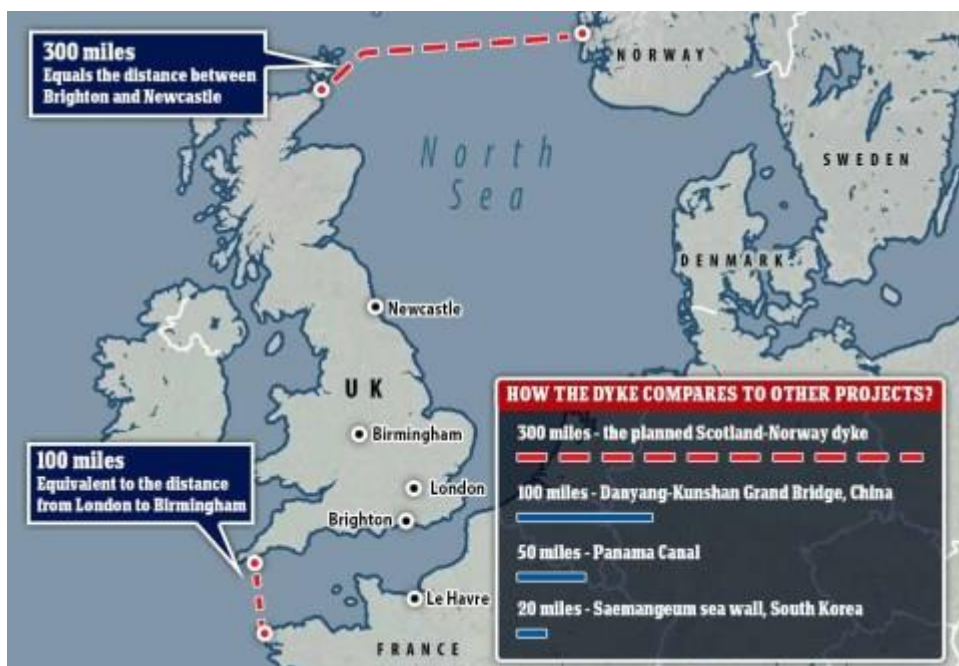 300 miles
Equals the distance between
Brighton and Newcastle
NORWAY
North
Sea
SWEDEN
DENMARK
Newcastle
UK
Birmingham
100 miles
Equivalent to the distance
from London to Birmingham
London
Brighton
Le Havre
FRANCE
HOW THE DYKE COMPARES TO OTHER PROJECTS?
300 miles - the planned Scotland-Norway dyke
100 miles - Danyang-Kunshan Grand Bridge, China
50 miles - Panama Canal
20 miles - Saemangeum sea wall, South Korea